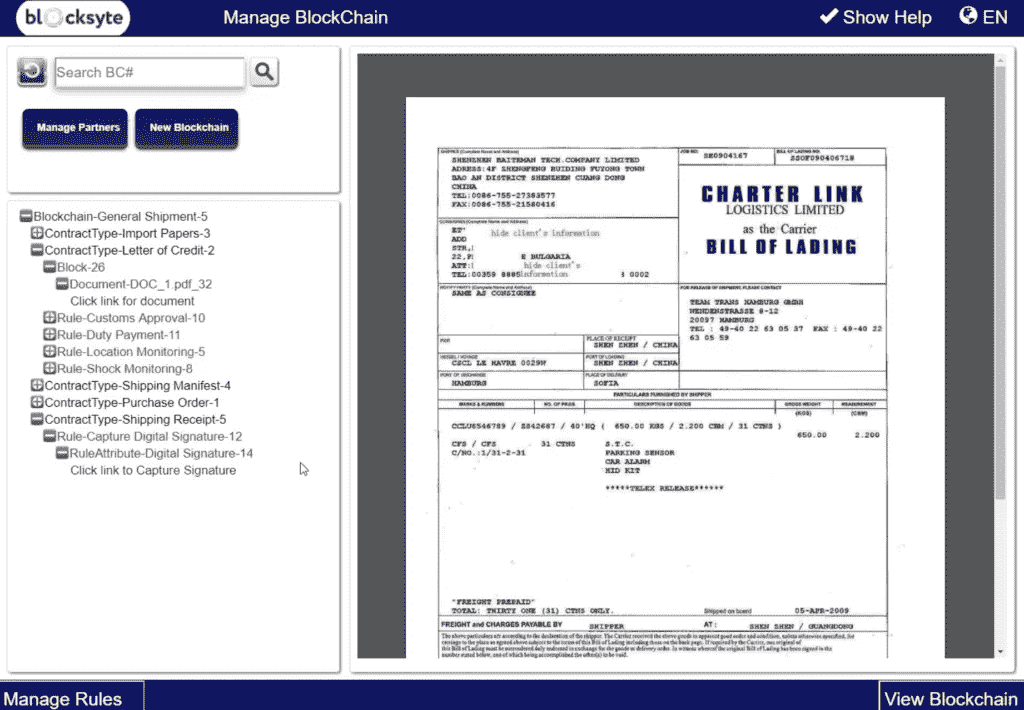 blocksyte
Manage BlockChain
Show Help
EN
Search BC#
Manage Partners
New Blockchain
Blockchain-General Shipment-5
ContractType-Import Papers-3
ContractType-Letter of Credit-2
Block-26
Document-DOC_1.pdf_32
Click link for document
Rule-Customs Approval-10
Rule-Duty Payment-11
Rule-Location Monitoring-5
Rule-Shock Monitoring-8
ContractType-Shipping Manifest-4
ContractType-Purchase Order-1
ContractType-Shipping Receipt-5
Rule-Capture Digital Signature-12
RuleAttribute-Digital Signature-14
Click link to Capture Signature
SHIPPER (Complete Name and Address)
SHENZHEN RAITEMAN TECH.COMPANY LIMITED
ADRESS:4F SHENGFENG BUIDING FUYONG TOWN
BAO AN DISTRICT SHENZHEN GUANG DONG
CHINA
TEL:0086-755-27383577
FAX:0086-755-21580416
JOB NO.
SE0904167
BILL OF LADING NO.
SSOF090406718
CHARTER LINK
LOGISTICS LIMITED
as the Carrier
BILL OF LADING
CONSIGNEE (Complete Name and Address)
hide client's information
ADD
STR,
22,P
E BULGARIA
ATT:
hide client's
TEL:00359 8885
information
0002
NOTIFY PARTY (Complete Name and Address)
SAME AS CONSIGNEE
FOR RELEASE OF SHIPMENT, PLEASE CONTACT
TEAM TRANS HAMBURG GMBH
WENDENSTRASSE 8-12
20097 HAMBURG
TEL : 49-40 22 63 05 37 FAX : 49-40 22
63 05 59
PLACE OF RECEIPT
SHEN ZHEN / CHINA
VESSEL / VOYAGE
CSCL LE HAVRE 0029W
PORT OF LOADING
SHEN ZHEN / CHINA
PORT OF DISCHARGE
HAMBURG
PLACE OF DELIVERY
SOFIA
PARTICULARS FURNISHED BY SHIPPER
MARKS & NUMBERS
NO. OF PKGS.
DESCRIPTION OF GOODS
GROSS WEIGHT
(KGS)
MEASUREMENT
(CBM)
CCLU6546789 / Z842687 / 40'HQ ( 650.00 KGS / 2.200 CBM / 31 CTNS )
650.00
2.200
CFS / CFS
31 CTNS
S.T.C.
C/NO.:1/31-2-31
PARKING SENSOR
CAR ALARM
HID KIT
*****TELEX RELEASE******
"FREIGHT PREPAID"
TOTAL: THIRTY ONE (31) CTNS ONLY.
Shipped on board
05-APR-2009
FREIGHT and CHARGES PAYABLE BY
SHIPPER
AT:
SHEN ZHEN / GUANGDONG
Manage Rules
View Blockchain